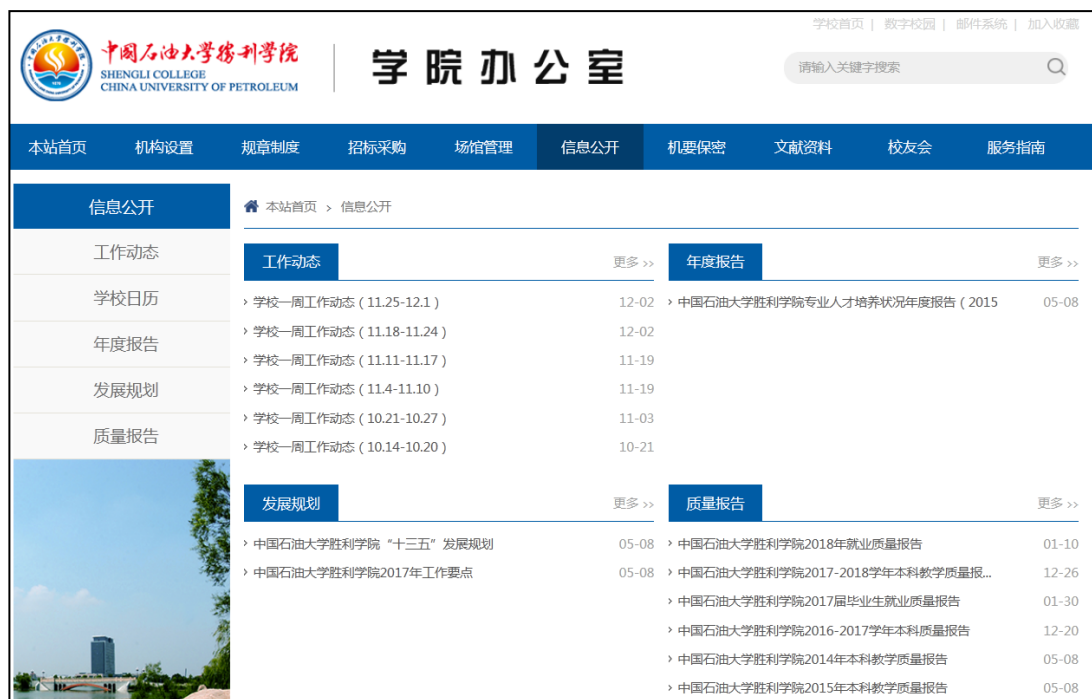 学校首页 | 数字校园 | 邮件系统 | 加入收藏
中国石油大学胜利学院
SHENGLI COLLEGE
CHINA UNIVERSITY OF PETROLEUM
学院办公室
请输入关键字搜索
本站首页 机构设置 规章制度 招标采购 场馆管理 信息公开 机要保密 文献资料 校友会 服务指南
信息公开
工作动态
学校日历
年度报告
发展规划
质量报告
本站首页 > 信息公开
工作动态 更多 >>
› 学校一周工作动态 ( 11.25-12.1 ) 12-02
› 学校一周工作动态 ( 11.18-11.24 ) 12-02
› 学校一周工作动态 ( 11.11-11.17 ) 11-19
› 学校一周工作动态 ( 11.4-11.10 ) 11-19
› 学校一周工作动态 ( 10.21-10.27 ) 11-03
› 学校一周工作动态 ( 10.14-10.20 ) 10-21
年度报告 更多 >>
› 中国石油大学胜利学院专业人才培养状况年度报告 ( 2015 05-08
发展规划 更多 >>
› 中国石油大学胜利学院“十三五”发展规划 05-08
› 中国石油大学胜利学院2017年工作要点 05-08
质量报告 更多 >>
› 中国石油大学胜利学院2018年就业质量报告 01-10
› 中国石油大学胜利学院2017-2018学年本科教学质量报... 12-26
› 中国石油大学胜利学院2017届毕业生就业质量报告 01-30
› 中国石油大学胜利学院2016-2017学年本科质量报告 12-20
› 中国石油大学胜利学院2014年本科教学质量报告 05-08
› 中国石油大学胜利学院2015年本科教学质量报告 05-08